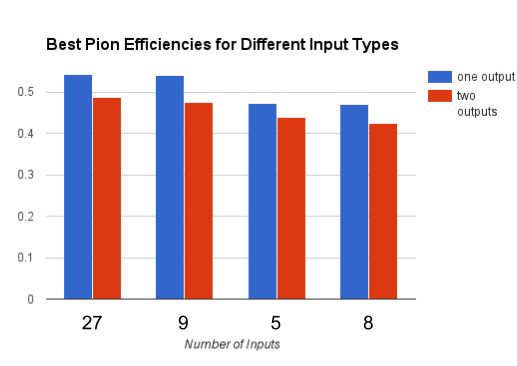 Best Pion Efficiencies for Different Input Types
one output
two
outputs
0.5
0.4
0.3
0.2
0.1
0
27 9 5 8
Number of Inputs